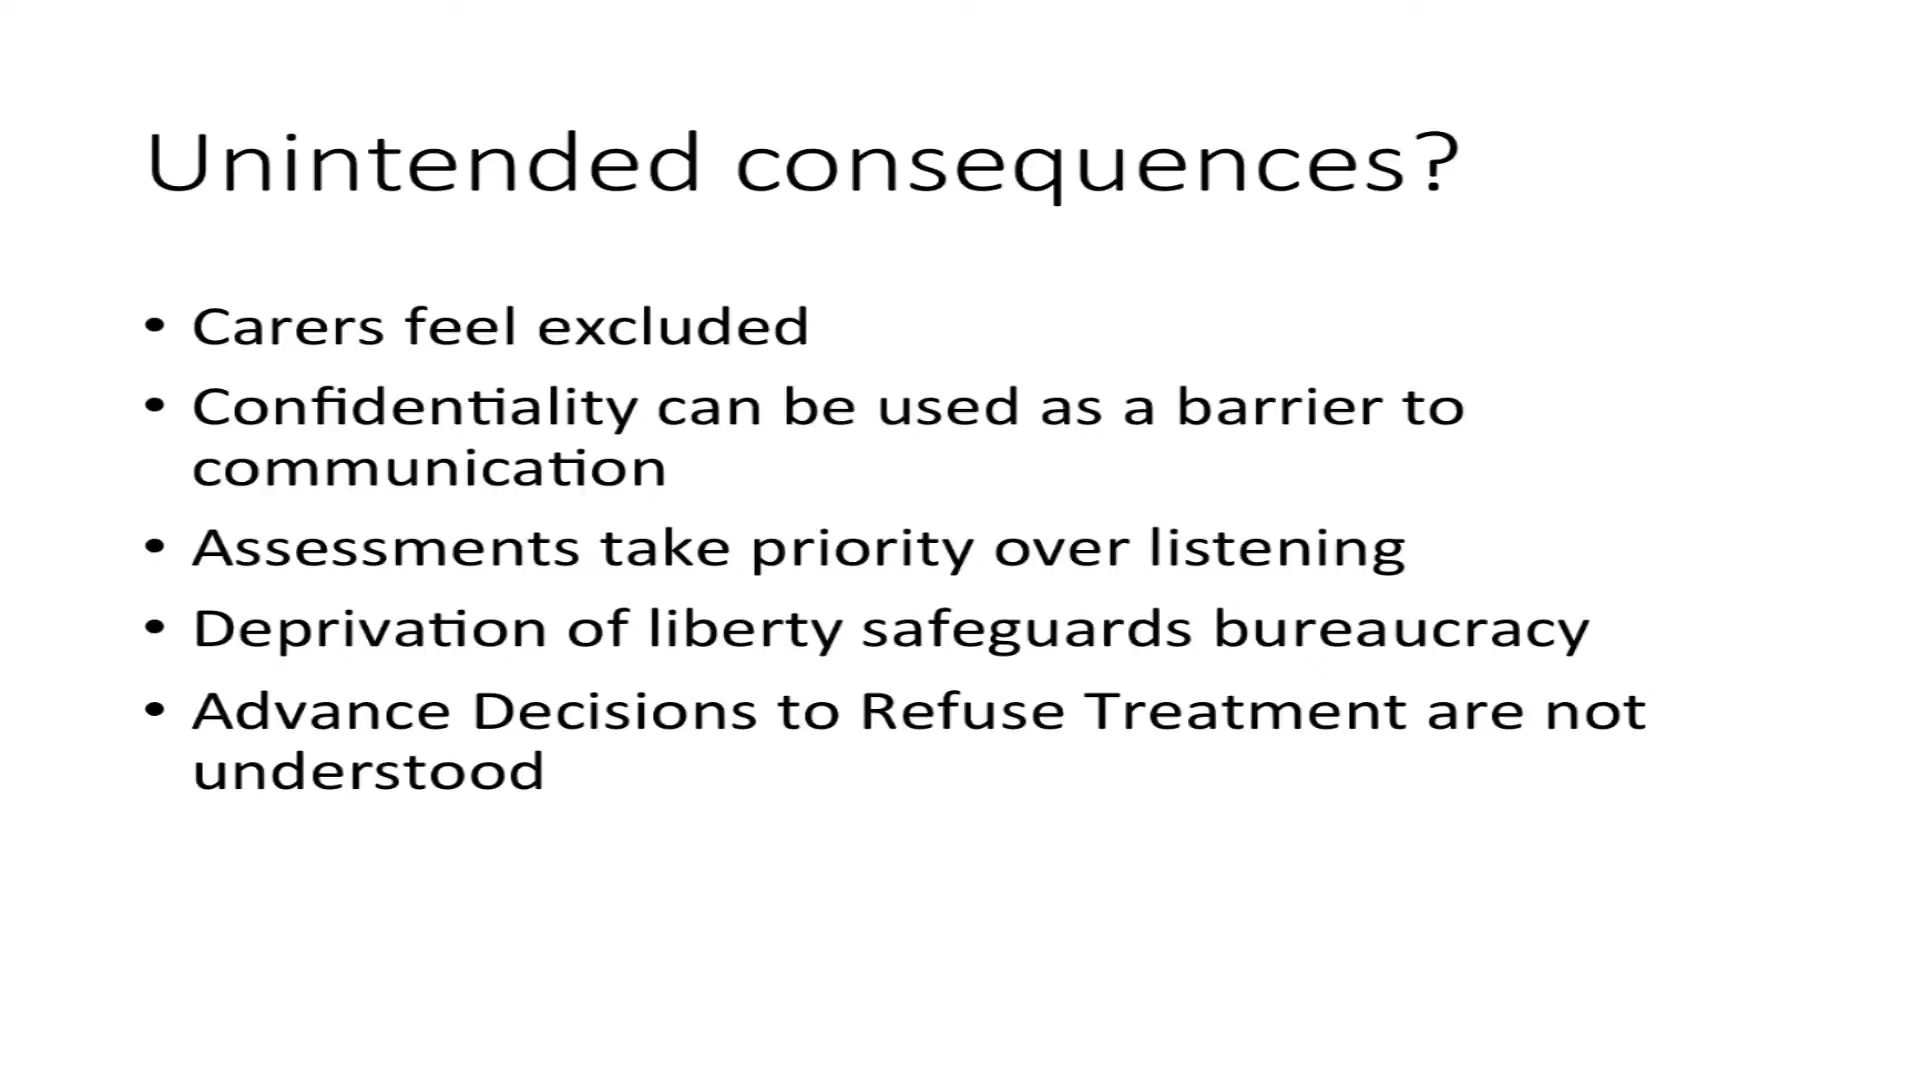 Unintended consequences?
• Carers feel excluded
• Confidentiality can be used as a barrier to
communication
• Assessments take priority over listening
• Deprivation of liberty safeguards bureaucracy
• Advance Decisions to Refuse Treatment are not
understood